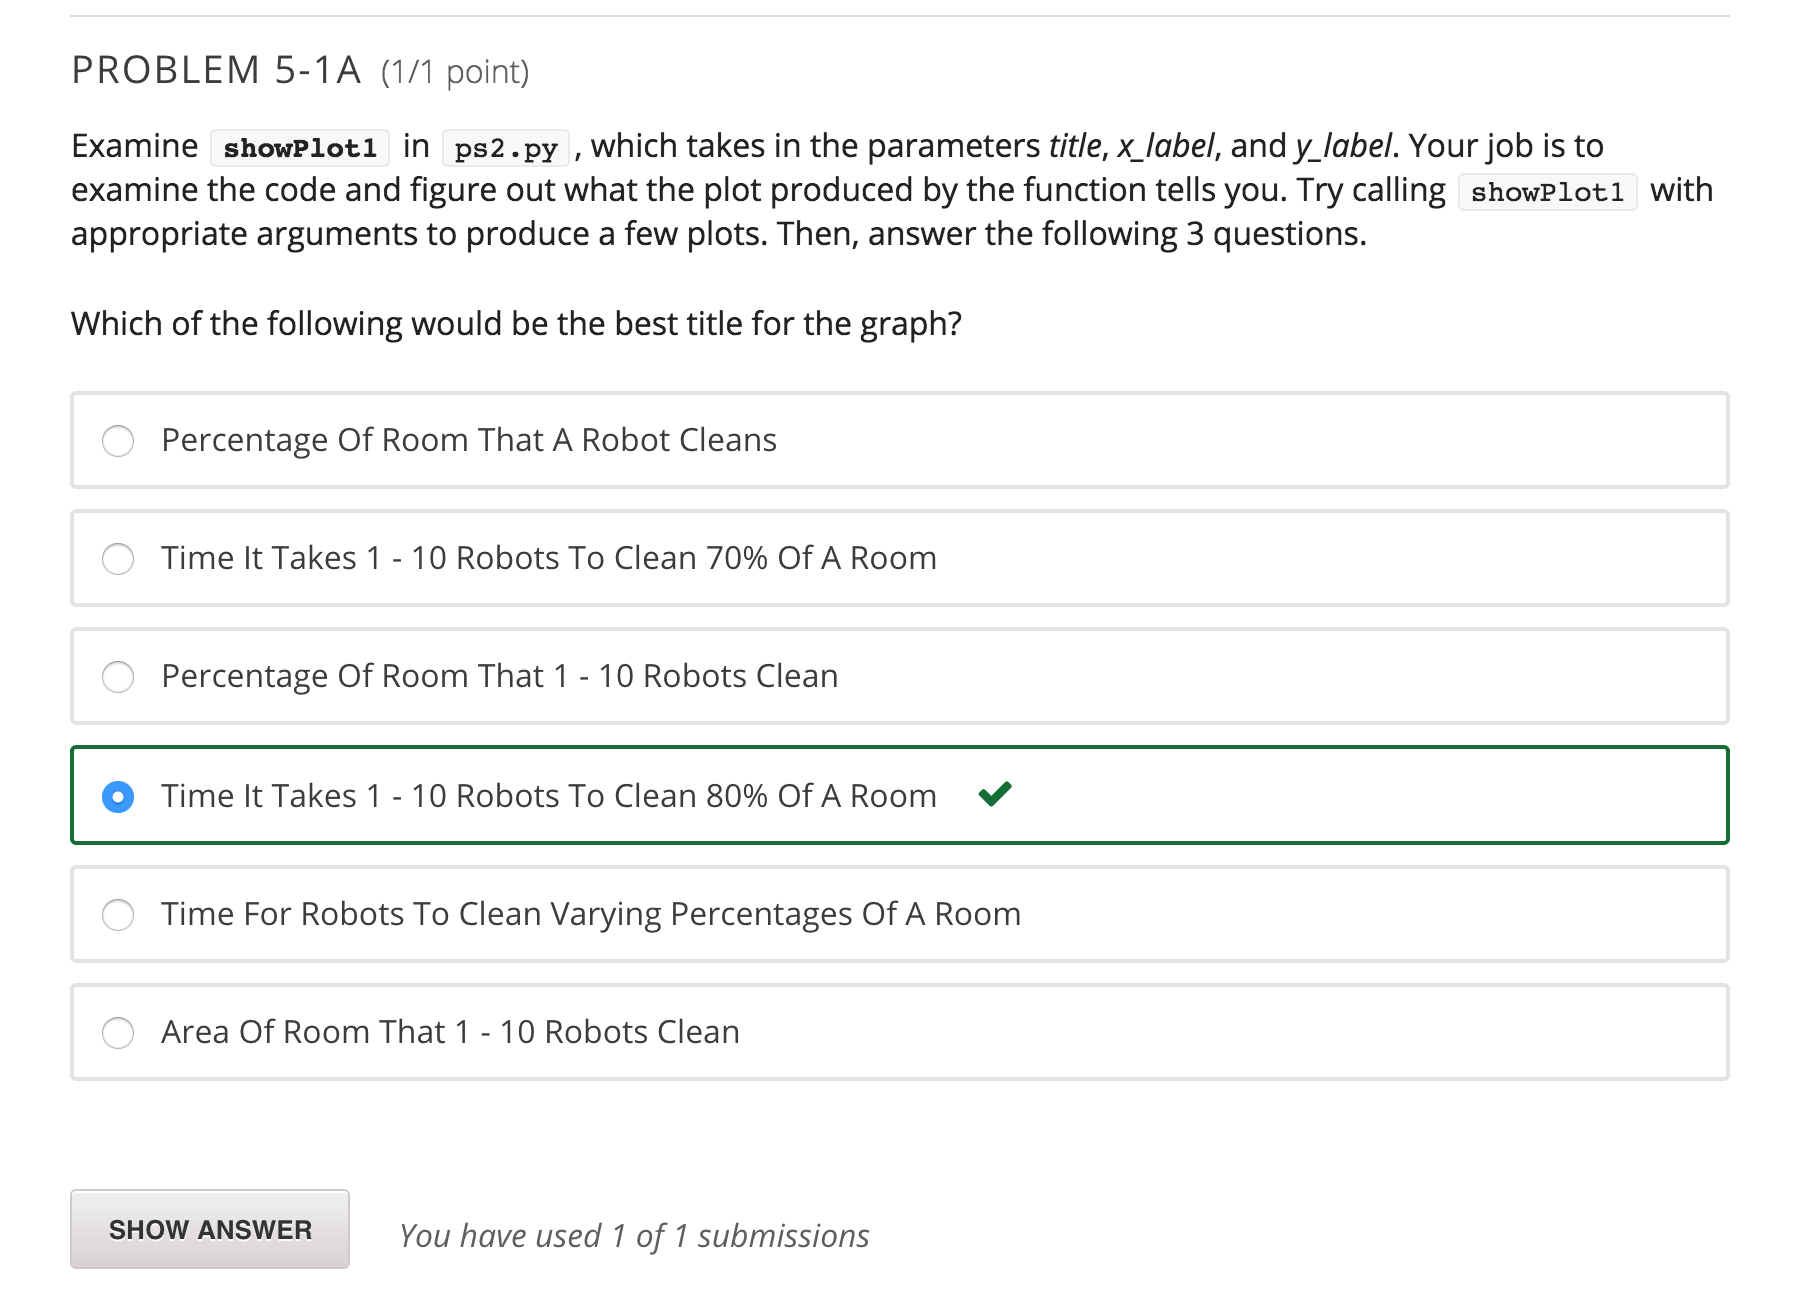 PROBLEM 5-1A (1/1 point)
Examine showPlot1 in ps2.py, which takes in the parameters title, x_label, and y_label. Your job is to
examine the code and figure out what the plot produced by the function tells you. Try calling showPlot1 with
appropriate arguments to produce a few plots. Then, answer the following 3 questions.
Which of the following would be the best title for the graph?
Percentage Of Room That A Robot Cleans
Time It Takes 1 - 10 Robots To Clean 70% Of A Room
Percentage Of Room That 1 - 10 Robots Clean
Time It Takes 1 - 10 Robots To Clean 80% Of A Room
Time For Robots To Clean Varying Percentages Of A Room
Area Of Room That 1 - 10 Robots Clean
SHOW ANSWER You have used 1 of 1 submissions